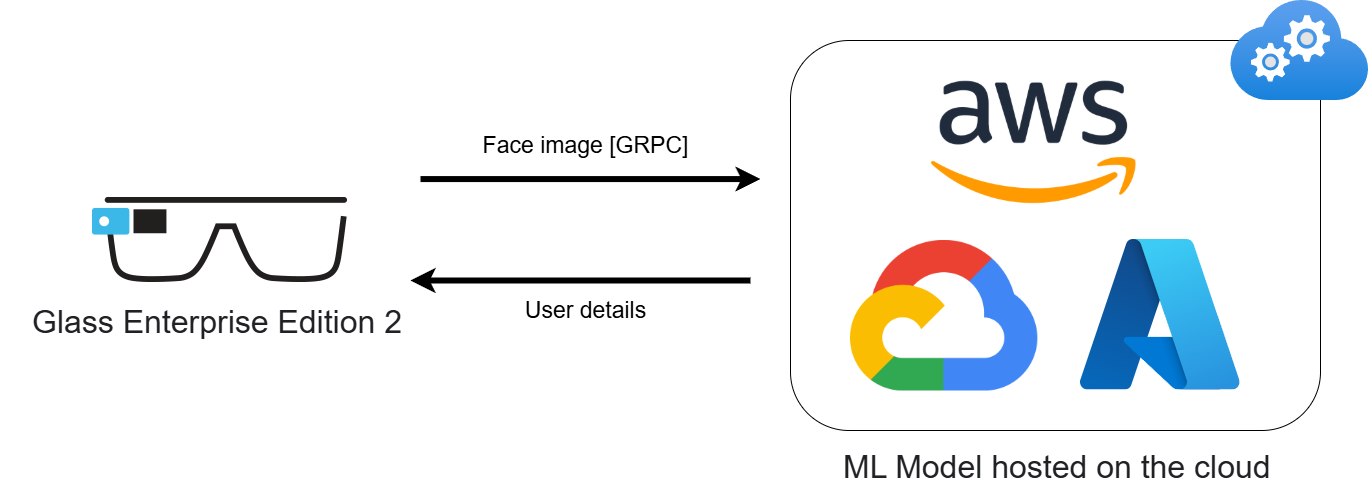 aws
Face image [GRPC]
User details
Glass Enterprise Edition 2
ML Model hosted on the cloud